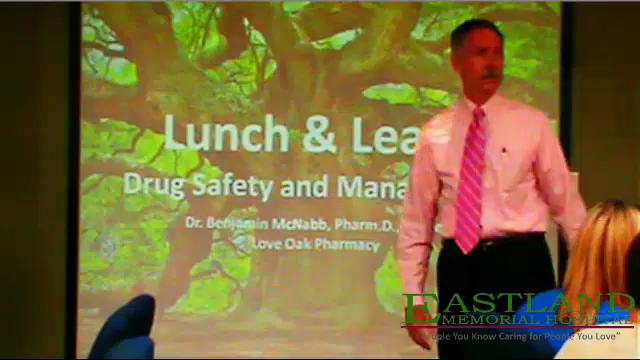 Lunch & Lea
Drug Safety and Mana
Dr. Benjamin McNabb, Pharm.D.,
Love Oak Pharmacy
EASTLAND
MEMORIAL HOSPITAL
People You Know Caring for People You Love"